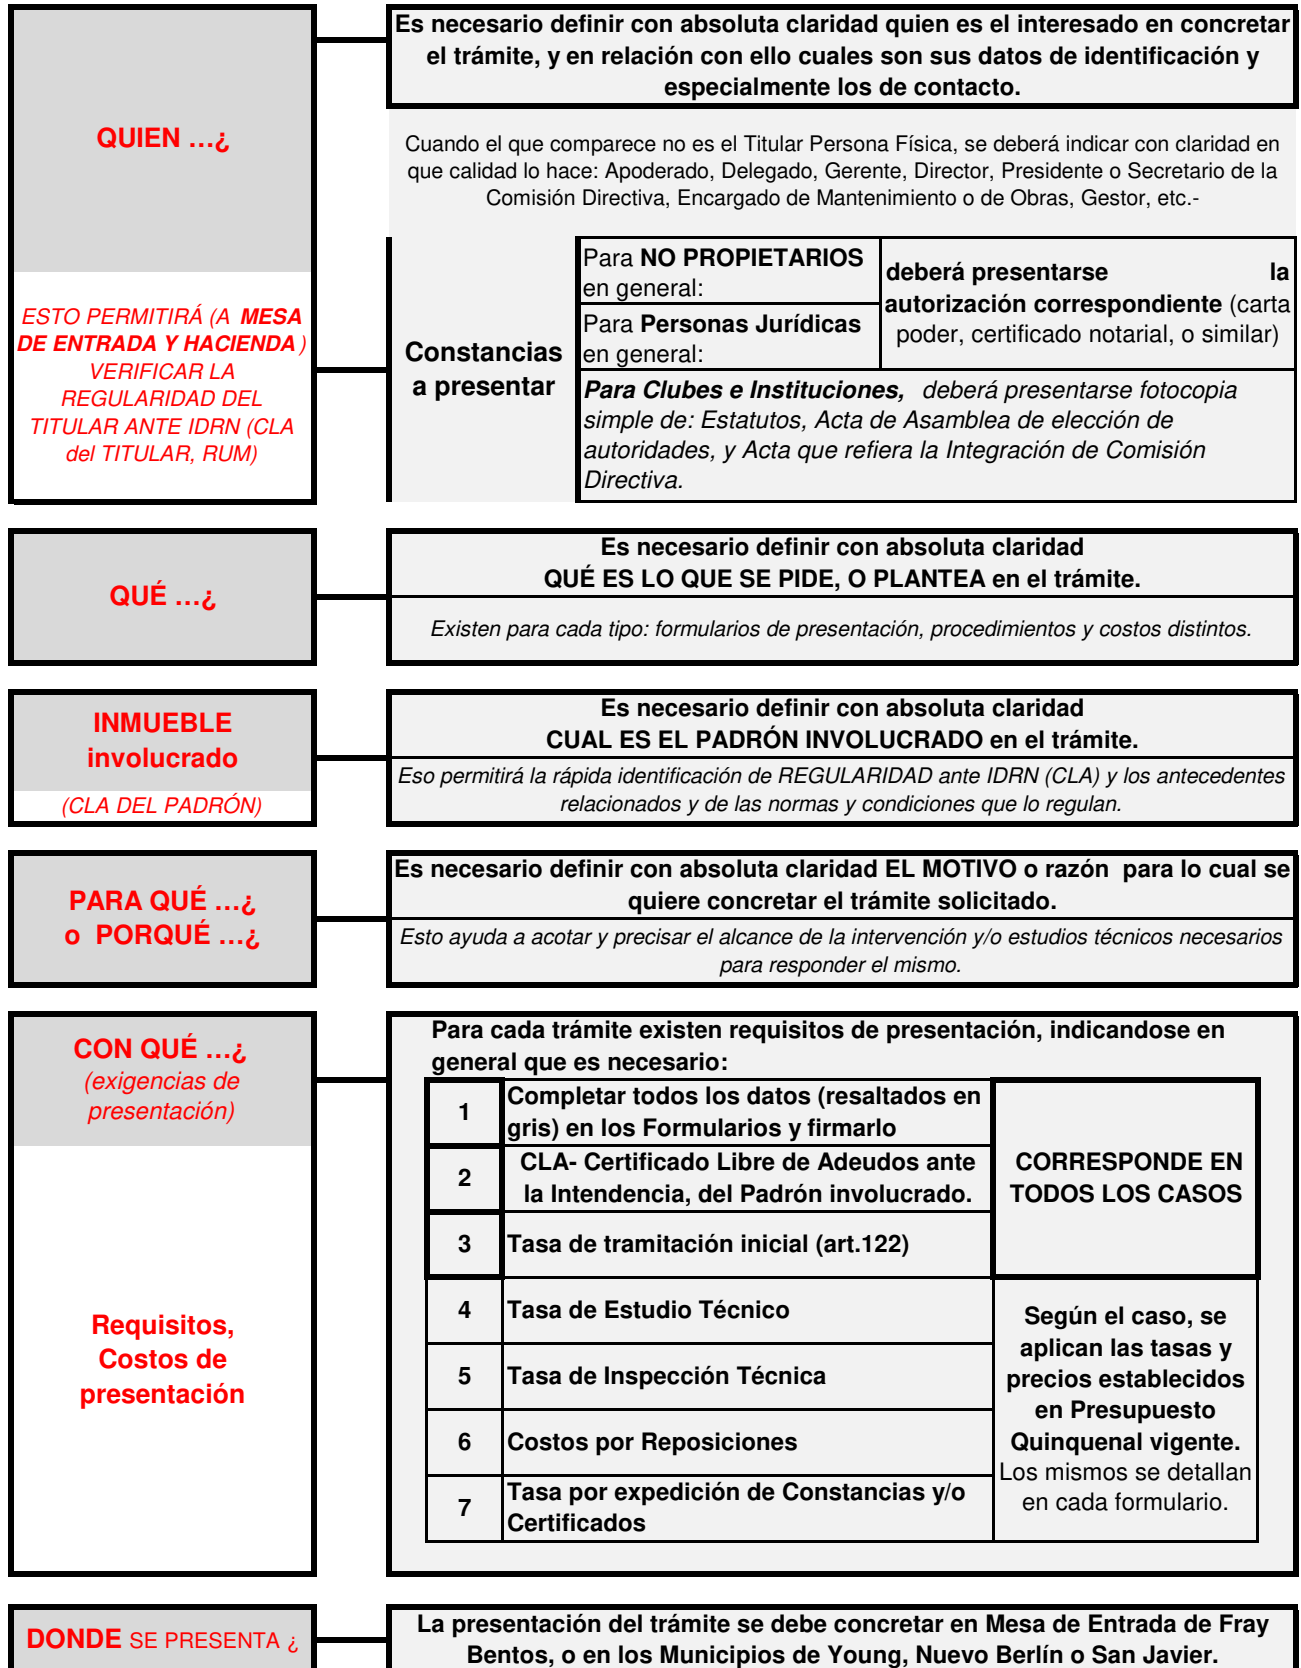 QUIEN …¿
Es necesario definir con absoluta claridad quien es el interesado en concretar
el trámite, y en relación con ello cuales son sus datos de identificación y
especialmente los de contacto.
Cuando el que comparece no es el Titular Persona Física, se deberá indicar con claridad en
que calidad lo hace: Apoderado, Delegado, Gerente, Director, Presidente o Secretario de la
Comisión Directiva, Encargado de Mantenimiento o de Obras, Gestor, etc.-
ESTO PERMITIRÁ (A MESA
DE ENTRADA Y HACIENDA)
VERIFICAR LA
REGULARIDAD DEL
TITULAR ANTE IDRN (CLA
del TITULAR, RUM)
Constancias
a presentar
Para NO PROPIETARIOS
en general:
Para Personas Jurídicas
en general:
deberá presentarse la
autorización correspondiente (carta
poder, certificado notarial, o similar)
Para Clubes e Instituciones, deberá presentarse fotocopia
simple de: Estatutos, Acta de Asamblea de elección de
autoridades, y Acta que refiera la Integración de Comisión
Directiva.
QUÉ …¿
Es necesario definir con absoluta claridad
QUÉ ES LO QUE SE PIDE, O PLANTEA en el trámite.
Existen para cada tipo: formularios de presentación, procedimientos y costos distintos.
INMUEBLE
involucrado
(CLA DEL PADRÓN)
Es necesario definir con absoluta claridad
CUAL ES EL PADRÓN INVOLUCRADO en el trámite.
Eso permitirá la rápida identificación de REGULARIDAD ante IDRN (CLA) y los antecedentes
relacionados y de las normas y condiciones que lo regulan.
PARA QUÉ …¿
o PORQUÉ …¿
Es necesario definir con absoluta claridad EL MOTIVO o razón para lo cual se
quiere concretar el trámite solicitado.
Esto ayuda a acotar y precisar el alcance de la intervención y/o estudios técnicos necesarios
para responder el mismo.
CON QUÉ …¿
(exigencias de
presentación)
Requisitos,
Costos de
presentación
Para cada trámite existen requisitos de presentación, indicandose en
general que es necesario:
1
Completar todos los datos (resaltados en
gris) en los Formularios y firmarlo
2
CLA- Certificado Libre de Adeudos ante
la Intendencia, del Padrón involucrado.
3
Tasa de tramitación inicial (art.122)
CORRESPONDE EN
TODOS LOS CASOS
4
Tasa de Estudio Técnico
5
Tasa de Inspección Técnica
6
Costos por Reposiciones
7
Tasa por expedición de Constancias y/o
Certificados
Según el caso, se
aplican las tasas y
precios establecidos
en Presupuesto
Quinquenal vigente.
Los mismos se detallan
en cada formulario.
DONDE SE PRESENTA ¿
La presentación del trámite se debe concretar en Mesa de Entrada de Fray
Bentos, o en los Municipios de Young, Nuevo Berlín o San Javier.